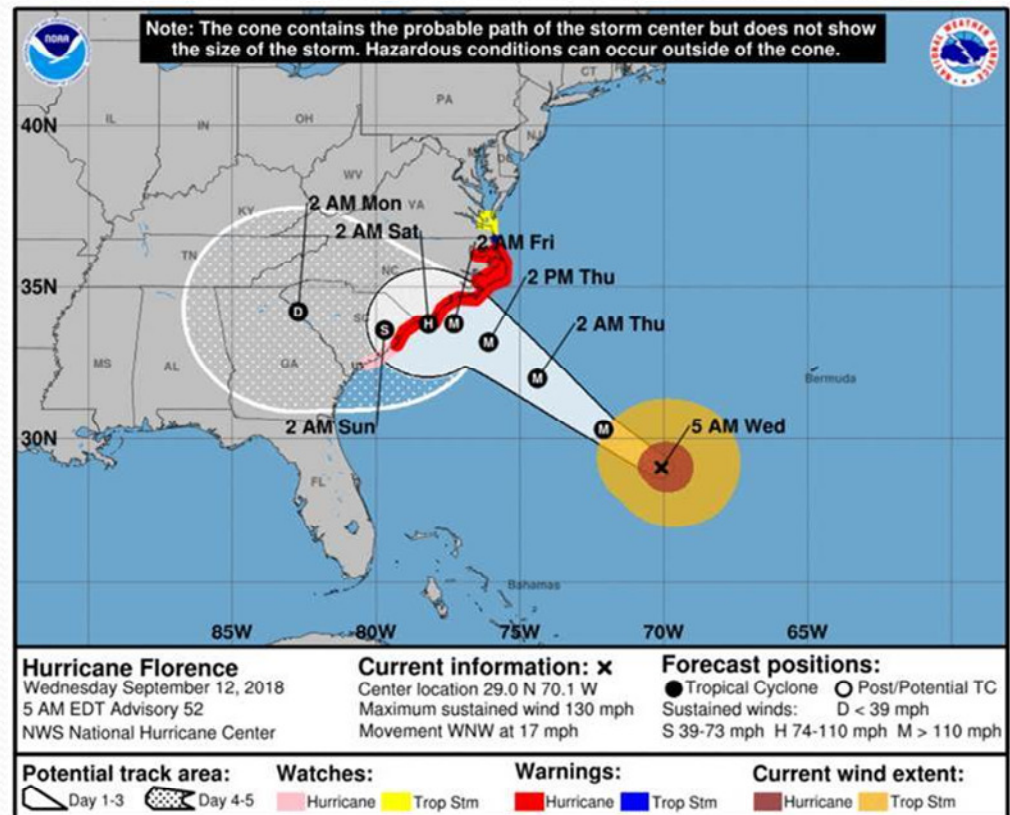 Note: The cone contains the probable path of the storm center but does not show
the size of the storm. Hazardous conditions can occur outside of the cone.
NOAA
NATIONAL WEATHER SERVICE
CT
PA
40N
IL
IN
OH
NJ
DE
WV
2 AM Mon
VA
KY
2 AM Sat
2 AM Fri
TN
NC
35N
2 PM Thu
SC
D
S
H
M
M
2 AM Thu
MS
AL
GA
M
Bermuda
2 AM Sun
30N
M
5 AM Wed
FL
Bahamas
85W
80W
75W
70W
65W
Hurricane Florence
Wednesday September 12, 2018
5 AM EDT Advisory 52
NWS National Hurricane Center
Current information: x
Center location 29.0 N 70.1 W
Maximum sustained wind 130 mph
Movement WNW at 17 mph
Forecast positions:
Tropical Cyclone Post/Potential TC
Sustained winds: D < 39 mph
S 39-73 mph H 74-110 mph M > 110 mph
Potential track area:
Day 1-3 Day 4-5
Watches:
Hurricane Trop Stm
Warnings:
Hurricane Trop Stm
Current wind extent:
Hurricane Trop Stm